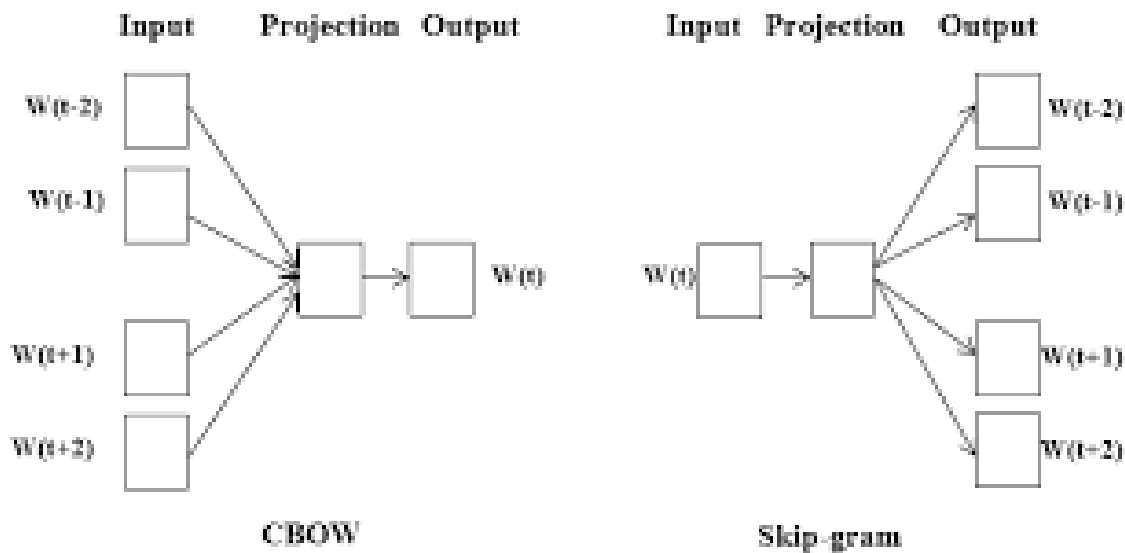 Input Projection Output Input Projection Output
W(t-2) W(t-2)
W(t-1) W(t-1)
W(t) W(t)
W(t+1) W(t+1)
W(t+2) W(t+2)
CBOW Skip-gram